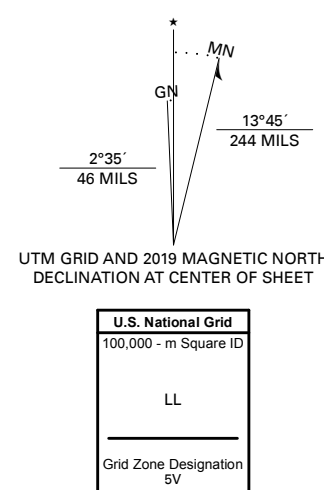 ★
MN
GN
13°45´
244 MILS
2°35´
46 MILS
UTM GRID AND 2019 MAGNETIC NORTH
DECLINATION AT CENTER OF SHEET
U.S. National Grid
100,000 - m Square ID
LL
Grid Zone Designation
5V